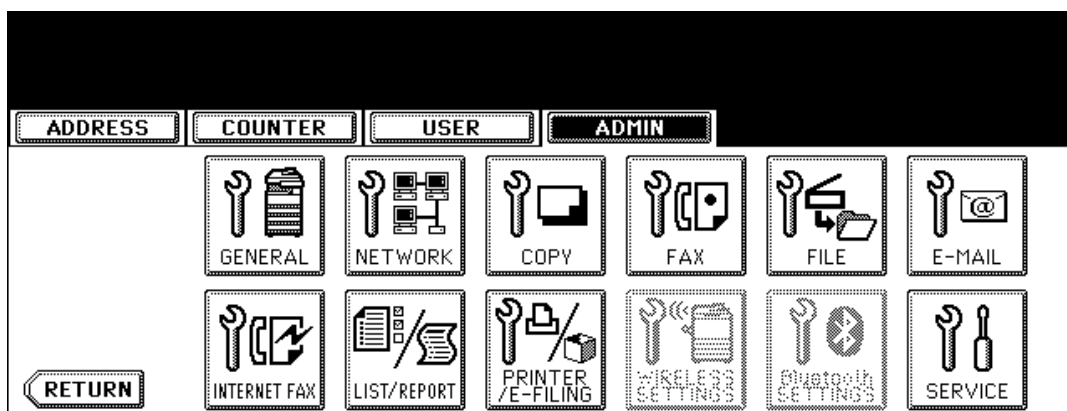 ADDRESS COUNTER USER ADMIN
GENERAL NETWORK COPY FAX FILE E-MAIL
INTERNET FAX LIST/REPORT PRINTER
/E-FILING WIRELESS
SETTINGS Bluetooth
SETTINGS SERVICE
RETURN